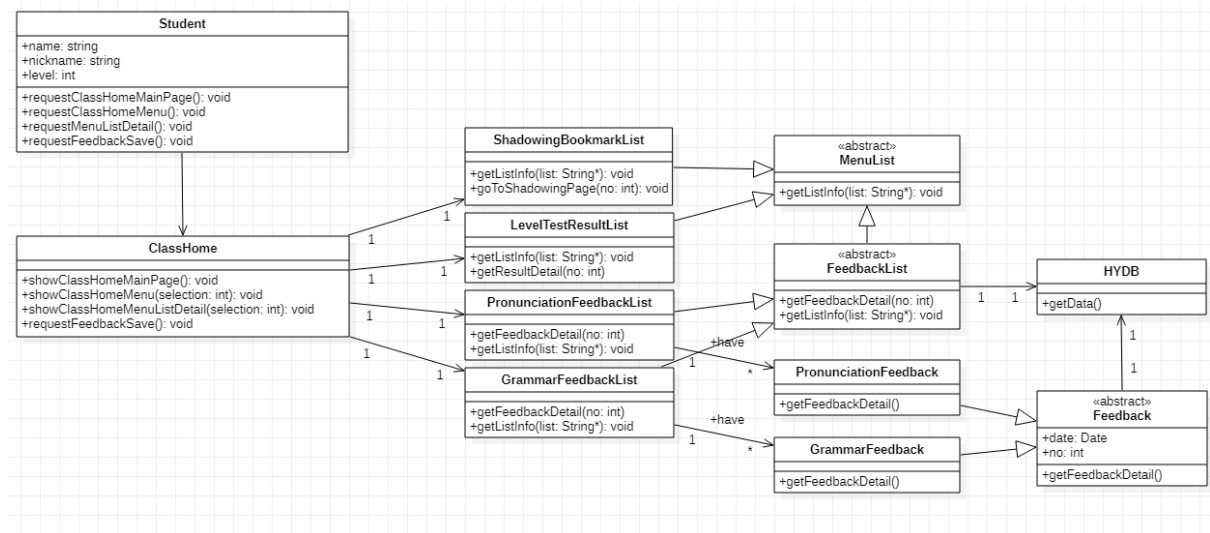 Student
+name: string
+nickname: string
+level: int
+requestClassHomeMainPage(): void
+requestClassHomeMenu(): void
+requestMenuListDetail(): void
+requestFeedbackSave(): void
ClassHome
+showClassHomeMainPage(): void
+showClassHomeMenu(selection: int): void
+showClassHomeMenuListDetail(selection: int): void
+requestFeedbackSave(): void
1
1
1
1
1
1
1
1
ShadowingBookmarkList
+getListInfo(list: String*): void
+goToShadowingPage(no: int): void
LevelTestResultList
+getListInfo(list: String*): void
+getResultDetail(no: int)
PronunciationFeedbackList
+getFeedbackDetail(no: int)
+getListInfo(list: String*): void
GrammarFeedbackList
+getFeedbackDetail(no: int)
+getListInfo(list: String*): void
«abstract»
MenuList
+getListInfo(list: String*): void
«abstract»
FeedbackList
+getFeedbackDetail(no: int)
+getListInfo(list: String*): void
+have
1
*
+have
1
*
PronunciationFeedback
+getFeedbackDetail()
GrammarFeedback
+getFeedbackDetail()
1
1
HYDB
+getData()
1
1
«abstract»
Feedback
+date: Date
+no: int
+getFeedbackDetail()